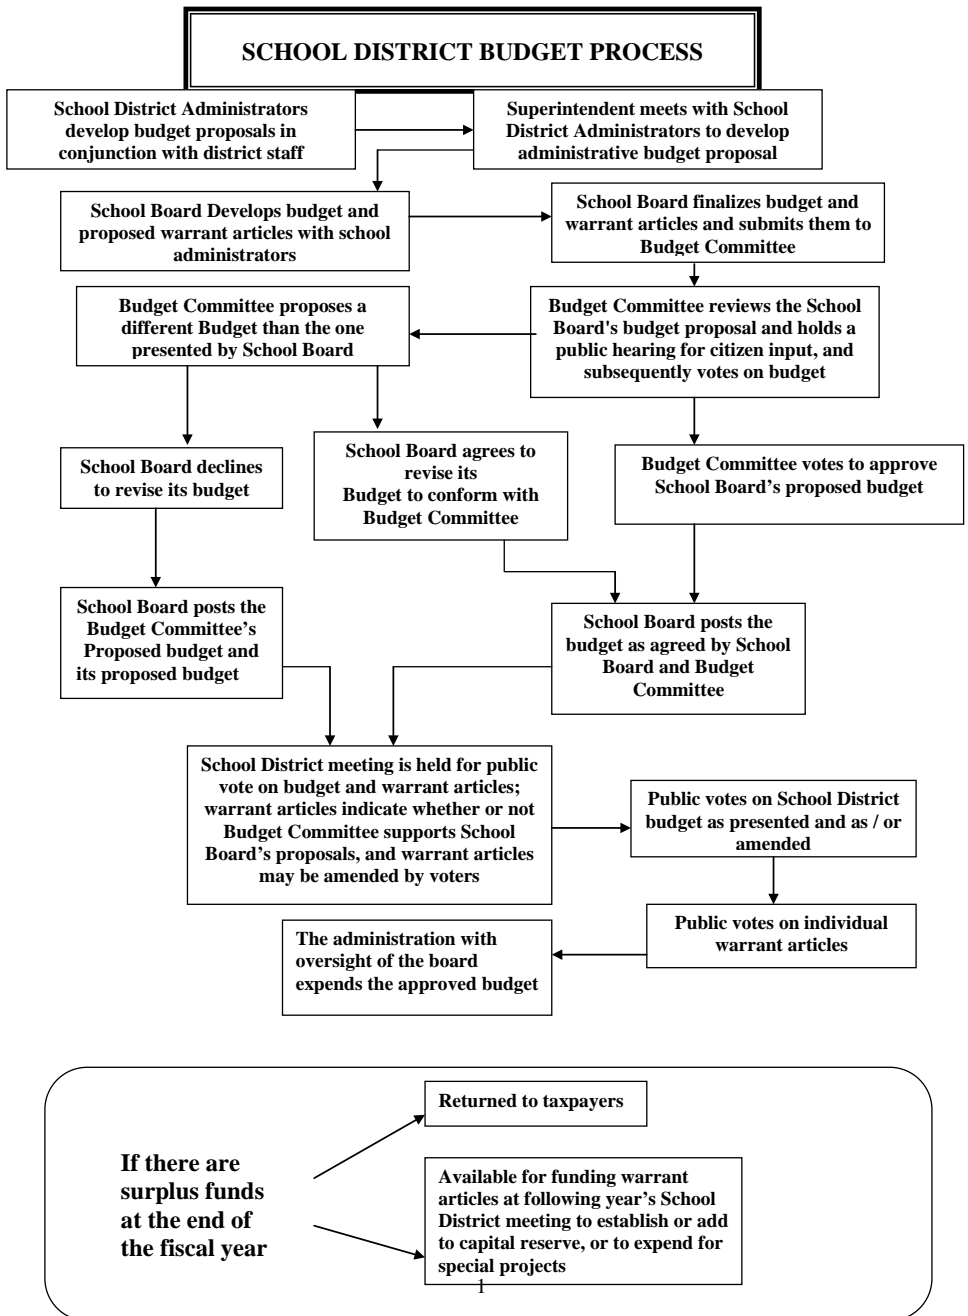 SCHOOL DISTRICT BUDGET PROCESS
School District Administrators
develop budget proposals in
conjunction with district staff
Superintendent meets with School
District Administrators to develop
administrative budget proposal
School Board Develops budget and
proposed warrant articles with school
administrators
School Board finalizes budget and
warrant articles and submits them to
Budget Committee
Budget Committee proposes a
different Budget than the one
presented by School Board
Budget Committee reviews the School
Board's budget proposal and holds a
public hearing for citizen input, and
subsequently votes on budget
School Board declines
to revise its budget
School Board agrees to
revise its
Budget to conform with
Budget Committee
Budget Committee votes to approve
School Board’s proposed budget
School Board posts the
Budget Committee’s
Proposed budget and
its proposed budget
School Board posts the
budget as agreed by School
Board and Budget
Committee
School District meeting is held for public
vote on budget and warrant articles;
warrant articles indicate whether or not
Budget Committee supports School
Board’s proposals, and warrant articles
may be amended by voters
Public votes on School District
budget as presented and as / or
amended
Public votes on individual
warrant articles
The administration with
oversight of the board
expends the approved budget
If there are
surplus funds
at the end of
the fiscal year
Returned to taxpayers
Available for funding warrant
articles at following year’s School
District meeting to establish or add
to capital reserve, or to expend for
special projects
1